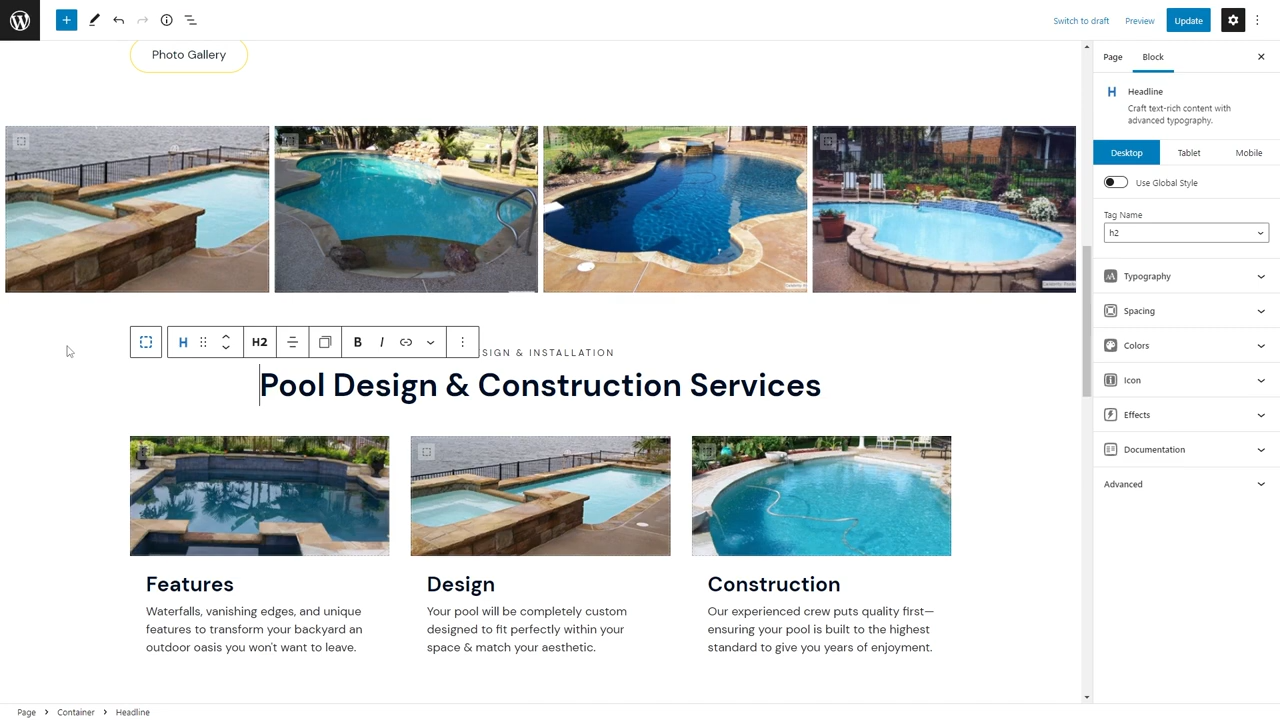 Switch to draft
Preview
Update
Photo Gallery
Page
Block
H
Headline
Craft text-rich content with
advanced typography.
Desktop
Tablet
Mobile
Use Global Style
Tag Name
h2
Typography
Spacing
Colors
Icon
Effects
Documentation
Advanced
H
H2
B
I
SIGN & INSTALLATION
Pool Design & Construction Services
Features
Waterfalls, vanishing edges, and unique
features to transform your backyard an
outdoor oasis you won't want to leave.
Design
Your pool will be completely custom
designed to fit perfectly within your
space & match your aesthetic.
Construction
Our experienced crew puts quality first—
ensuring your pool is built to the highest
standard to give you years of enjoyment.
Page > Container > Headline